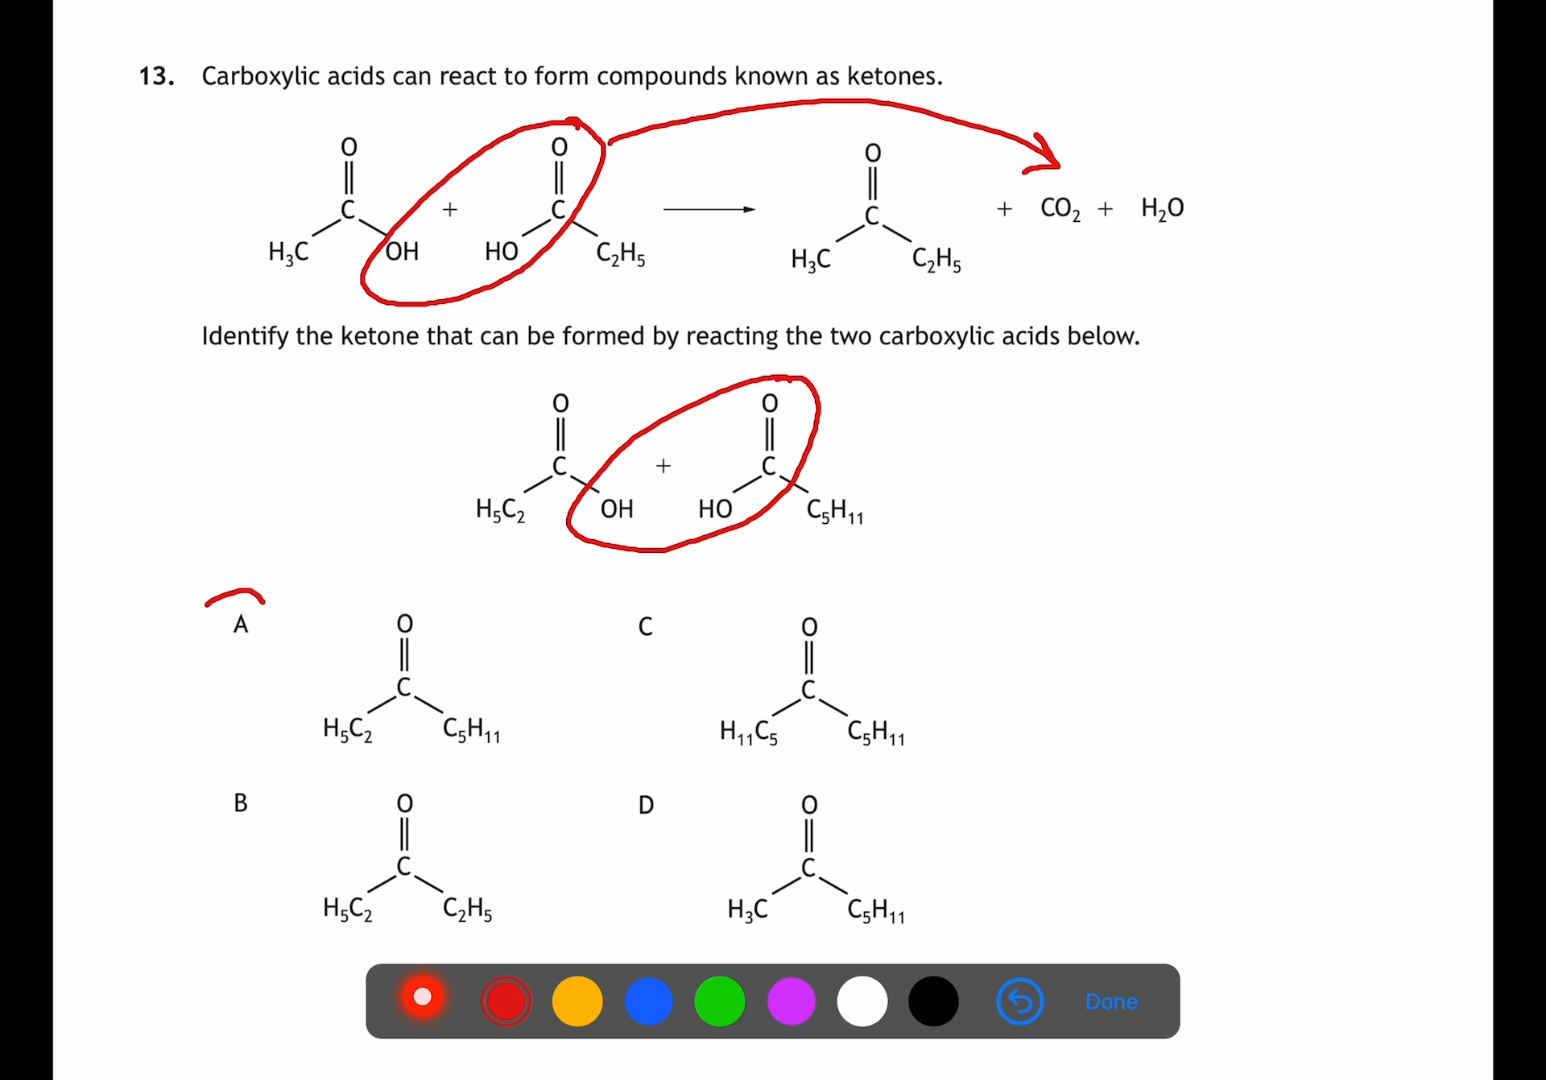 13. Carboxylic acids can react to form compounds known as ketones.
O O O
C + C C + CO₂ + H₂O
H₃C OH HO C₂H₅ H₃C C₂H₅
Identify the ketone that can be formed by reacting the two carboxylic acids below.
O O
C + C
H₅C₂ OH HO C₅H₁₁
A O C O
C C
H₅C₂ C₅H₁₁ H₁₁C₅ C₅H₁₁
B O D O
C C
H₅C₂ C₂H₅ H₃C C₅H₁₁
Done